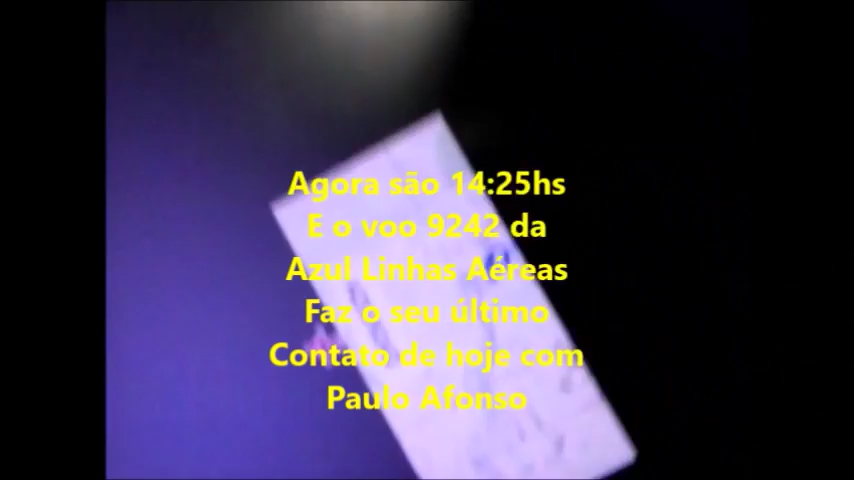 Agora são 14:25hs
E o voo 9242 da
Azul Linhas Aéreas
Faz o seu último
Contato de hoje com
Paulo Afonso